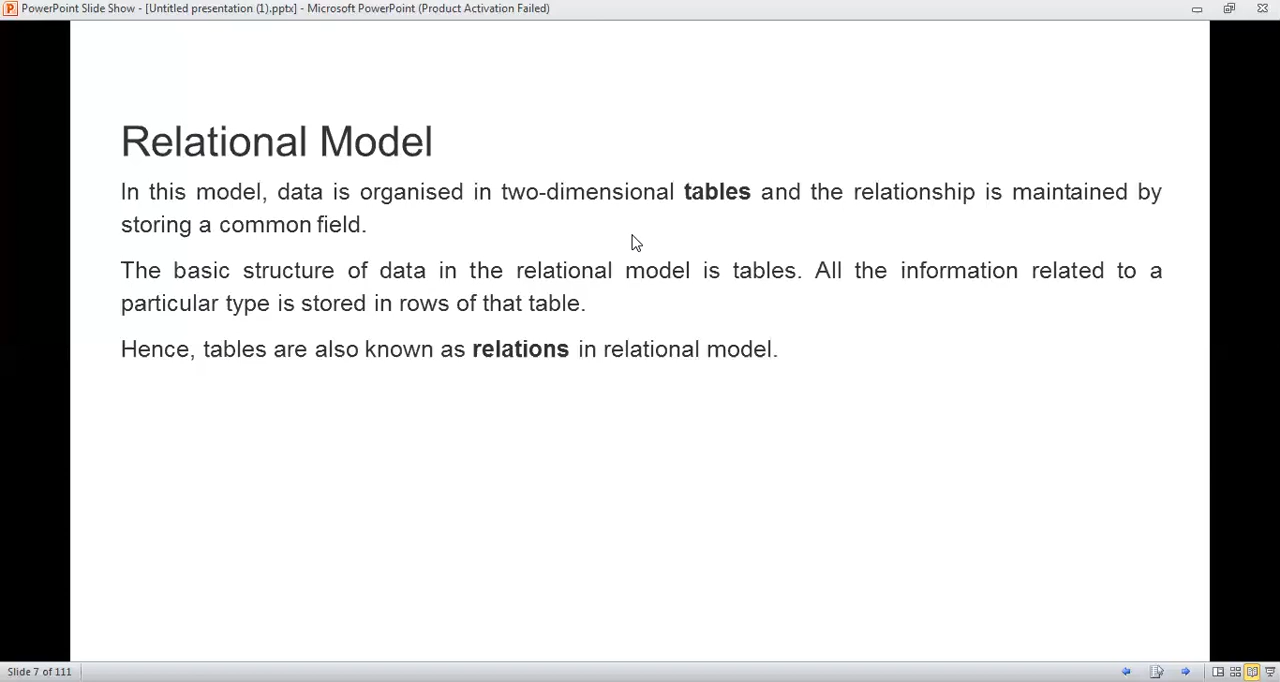 PowerPoint Slide Show - [Untitled presentation (1).pptx] - Microsoft PowerPoint (Product Activation Failed)
Relational Model
In this model, data is organised in two-dimensional tables and the relationship is maintained by
storing a common field.
The basic structure of data in the relational model is tables. All the information related to a
particular type is stored in rows of that table.
Hence, tables are also known as relations in relational model.
Slide 7 of 111